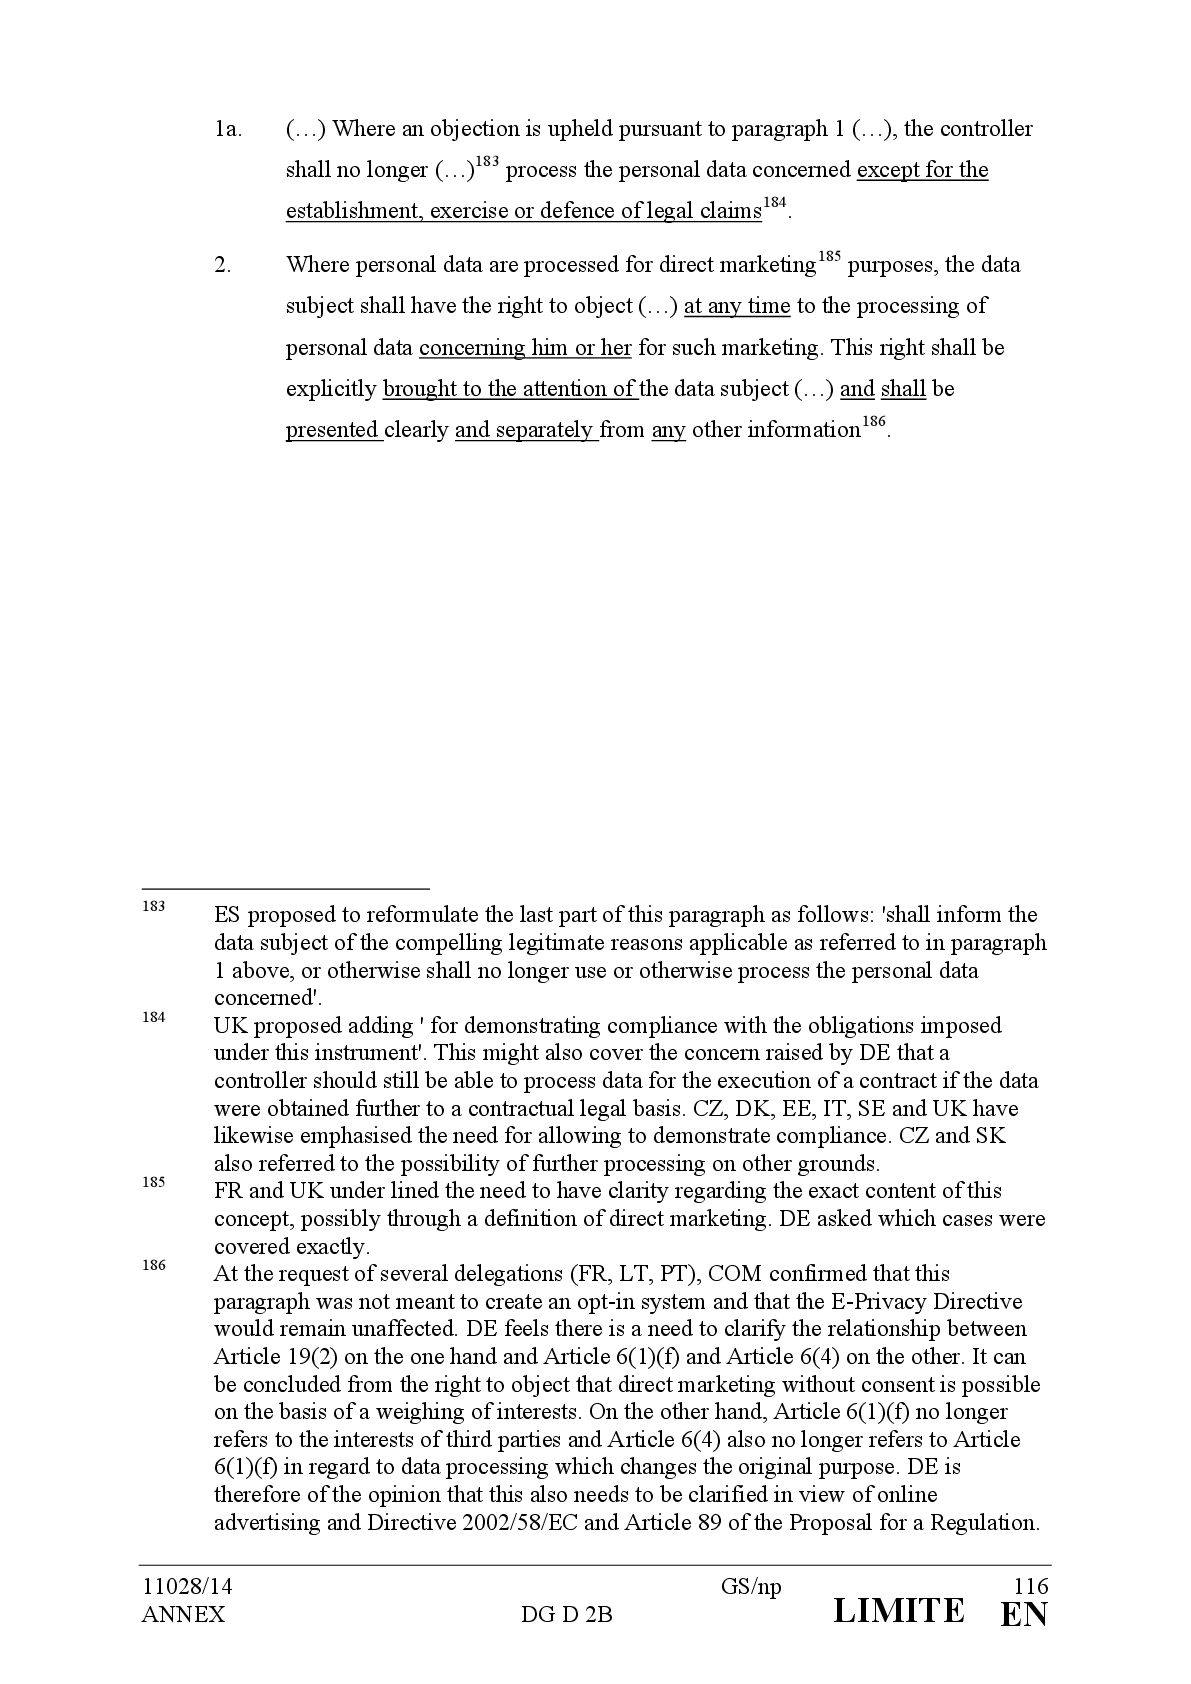 1a. (…) Where an objection is upheld pursuant to paragraph 1 (…), the controller
shall no longer (…)183 process the personal data concerned except for the
establishment, exercise or defence of legal claims184.
2. Where personal data are processed for direct marketing185 purposes, the data
subject shall have the right to object (…) at any time to the processing of
personal data concerning him or her for such marketing. This right shall be
explicitly brought to the attention of the data subject (…) and shall be
presented clearly and separately from any other information186.
183 ES proposed to reformulate the last part of this paragraph as follows: 'shall inform the
data subject of the compelling legitimate reasons applicable as referred to in paragraph
1 above, or otherwise shall no longer use or otherwise process the personal data
concerned'.
184 UK proposed adding ' for demonstrating compliance with the obligations imposed
under this instrument'. This might also cover the concern raised by DE that a
controller should still be able to process data for the execution of a contract if the data
were obtained further to a contractual legal basis. CZ, DK, EE, IT, SE and UK have
likewise emphasised the need for allowing to demonstrate compliance. CZ and SK
also referred to the possibility of further processing on other grounds.
185 FR and UK under lined the need to have clarity regarding the exact content of this
concept, possibly through a definition of direct marketing. DE asked which cases were
covered exactly.
186 At the request of several delegations (FR, LT, PT), COM confirmed that this
paragraph was not meant to create an opt-in system and that the E-Privacy Directive
would remain unaffected. DE feels there is a need to clarify the relationship between
Article 19(2) on the one hand and Article 6(1)(f) and Article 6(4) on the other. It can
be concluded from the right to object that direct marketing without consent is possible
on the basis of a weighing of interests. On the other hand, Article 6(1)(f) no longer
refers to the interests of third parties and Article 6(4) also no longer refers to Article
6(1)(f) in regard to data processing which changes the original purpose. DE is
therefore of the opinion that this also needs to be clarified in view of online
advertising and Directive 2002/58/EC and Article 89 of the Proposal for a Regulation.
11028/14 GS/np 116
ANNEX DG D 2B LIMITE EN